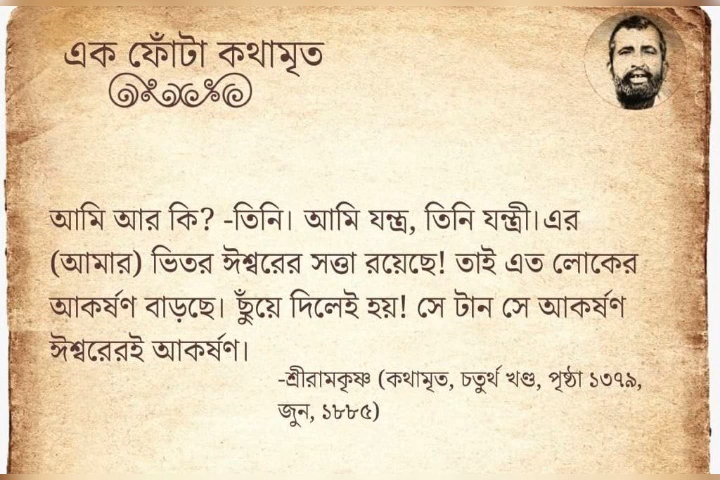 এক ফোঁটা কথামৃত
আমি আর কি? -তিনি। আমি যন্ত্র, তিনি যন্ত্রী।এর
(আমার) ভিতর ঈশ্বরের সত্তা রয়েছে! তাই এত লোকের
আকর্ষণ বাড়ছে। ছুঁয়ে দিলেই হয়! সে টান সে আকর্ষণ
ঈশ্বরেরই আকর্ষণ।
-শ্রীরামকৃষ্ণ (কথামৃত, চতুর্থ খণ্ড, পৃষ্ঠা ১৩৭৯,
জুন, ১৮৮৫)